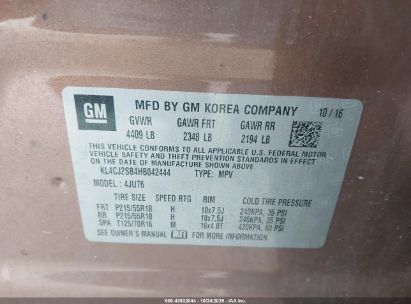 GM
MFD BY GM KOREA COMPANY
10 / 16
GVWR GAWR FRT GAWR RR
4409 LB 2348 LB 2194 LB
THIS VEHICLE CONFORMS TO ALL APPLICABLE U.S. FEDERAL MOTOR
VEHICLE SAFETY, BUMPER, AND THEFT PREVENTION STANDARDS
IN EFFECT ON THE DATE OF MANUFACTURE SHOWN ABOVE
KL4CJ2SB4HB042444 TYPE: MPV
MODEL : 4JU76
TIRE SIZE SPEED RTG RIM COLD TIRE PRESSURE
FRT P215/55R18 H 18x7.5J 240KPA, 35 PSI
RR P215/55R18 H 18x7.5J 240KPA, 35 PSI
SPA T125/70R16 M 16x4.0T 420KPA, 60 PSI
SEE OWNER'S MANUAL FOR ADDITIONAL INFORMATION